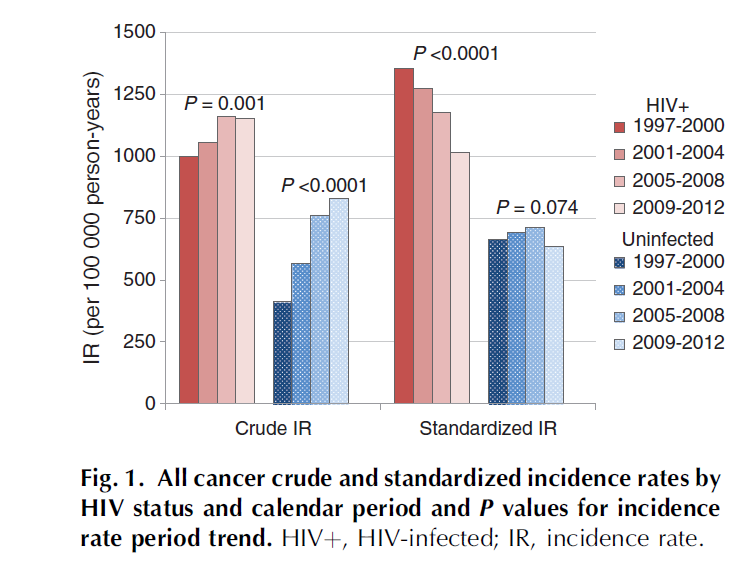 1500
1250
1000
750
500
250
0
IR (per 100 000 person-years)
P = 0.001
P <0.0001
P <0.0001
P = 0.074
Crude IR
Standardized IR
HIV+
1997-2000
2001-2004
2005-2008
2009-2012
Uninfected
1997-2000
2001-2004
2005-2008
2009-2012
Fig. 1. All cancer crude and standardized incidence rates by
HIV status and calendar period and P values for incidence
rate period trend. HIV+, HIV-infected; IR, incidence rate.